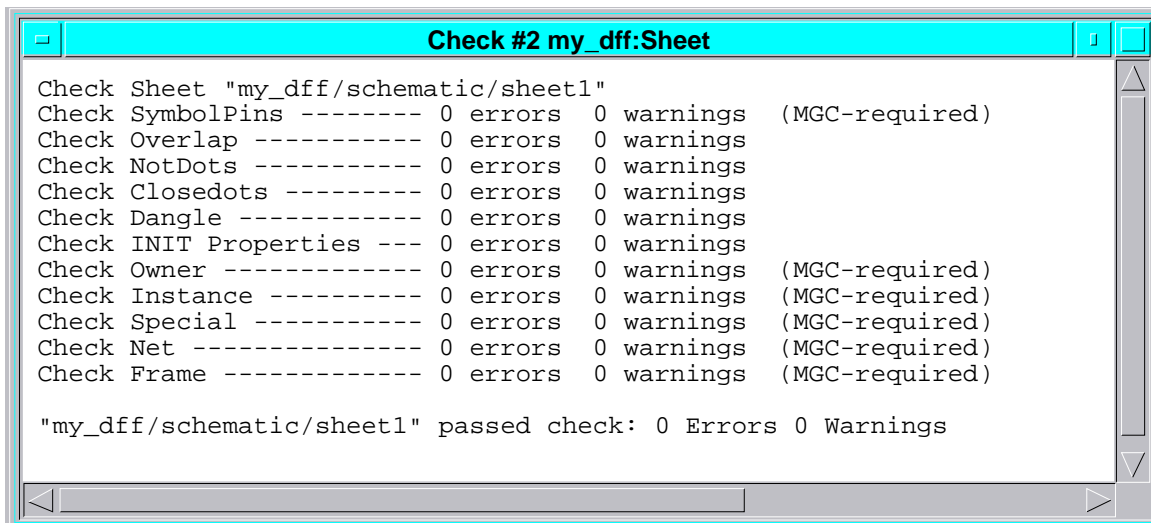 Check #2 my_dff:Sheet
Check Sheet "my_dff/schematic/sheet1"
Check SymbolPins -------- 0 errors  0 warnings  (MGC-required)
Check Overlap ----------- 0 errors  0 warnings
Check NotDots ----------- 0 errors  0 warnings
Check Closedots --------- 0 errors  0 warnings
Check Dangle ------------ 0 errors  0 warnings
Check INIT Properties --- 0 errors  0 warnings
Check Owner ------------- 0 errors  0 warnings  (MGC-required)
Check Instance ---------- 0 errors  0 warnings  (MGC-required)
Check Special ----------- 0 errors  0 warnings  (MGC-required)
Check Net --------------- 0 errors  0 warnings  (MGC-required)
Check Frame ------------- 0 errors  0 warnings  (MGC-required)
"my_dff/schematic/sheet1" passed check: 0 Errors 0 Warnings